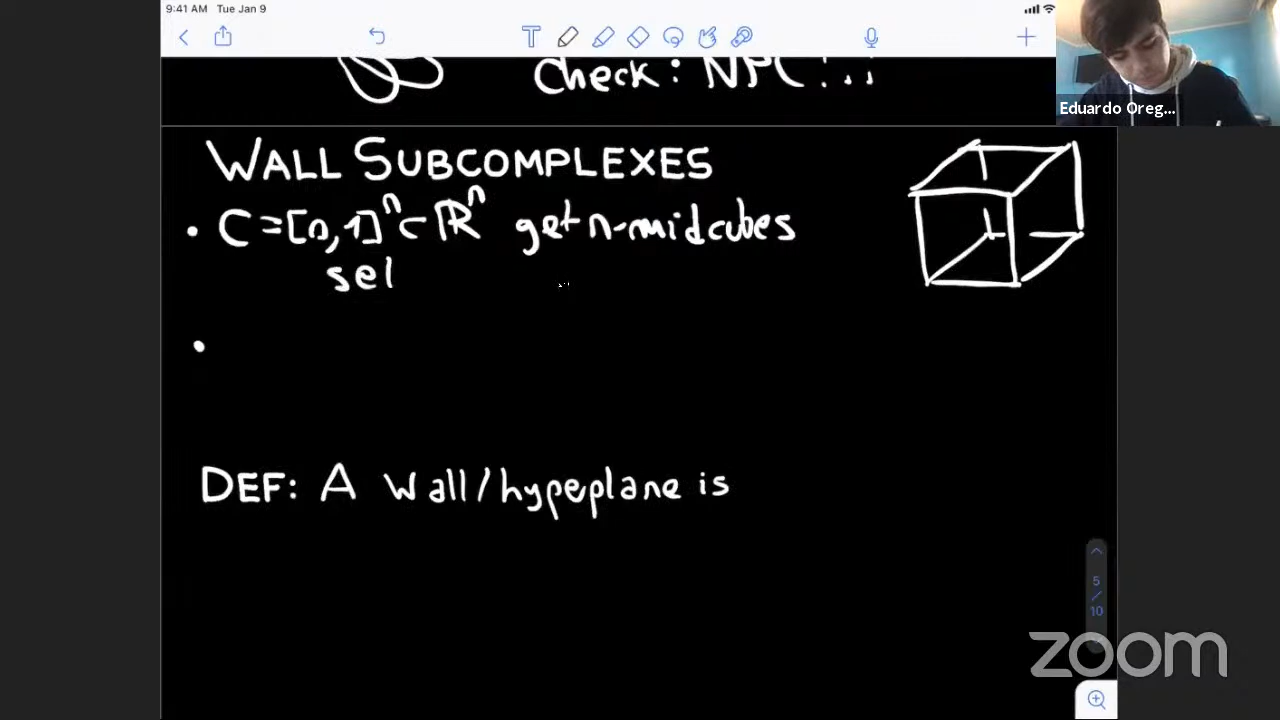 9:41 AM Tue Jan 9
Eduardo Oreg...
Check: NPC !..
WALL SUBCOMPLEXES
• C = [0,1]ⁿ ⊂ ℝⁿ get n-midcubes
sel
•
DEF: A Wall/hypeplane is
5
/
10
zoom